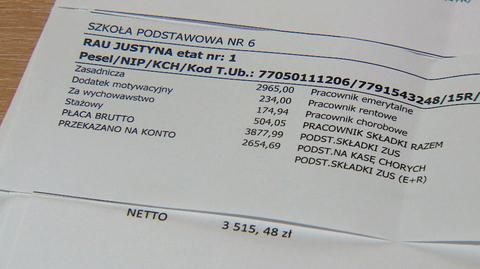 SZKOŁA PODSTAWOWA NR 6
RAU JUSTYNA etat nr: 1
Pesel/NIP/KCH/Kod T.Ub.: 77050111206/7791543248/15R/
Zasadnicza 2965,00 Pracownik emerytalne
Dodatek motywacyjny 234,00 Pracownik rentowe
Za wychowawstwo 174,94 Pracownik chorobowe
Stażowy 504,05 PRACOWNIK SKŁADKI RAZEM
PŁACA BRUTTO 3877,99 PODST.SKŁADKI ZUS
PRZEKAZANO NA KONTO 2654,69 PODST.NA KASĘ CHORYCH
PODST.SKŁADKI ZUS (E+R)
NETTO 3 515, 48 zł